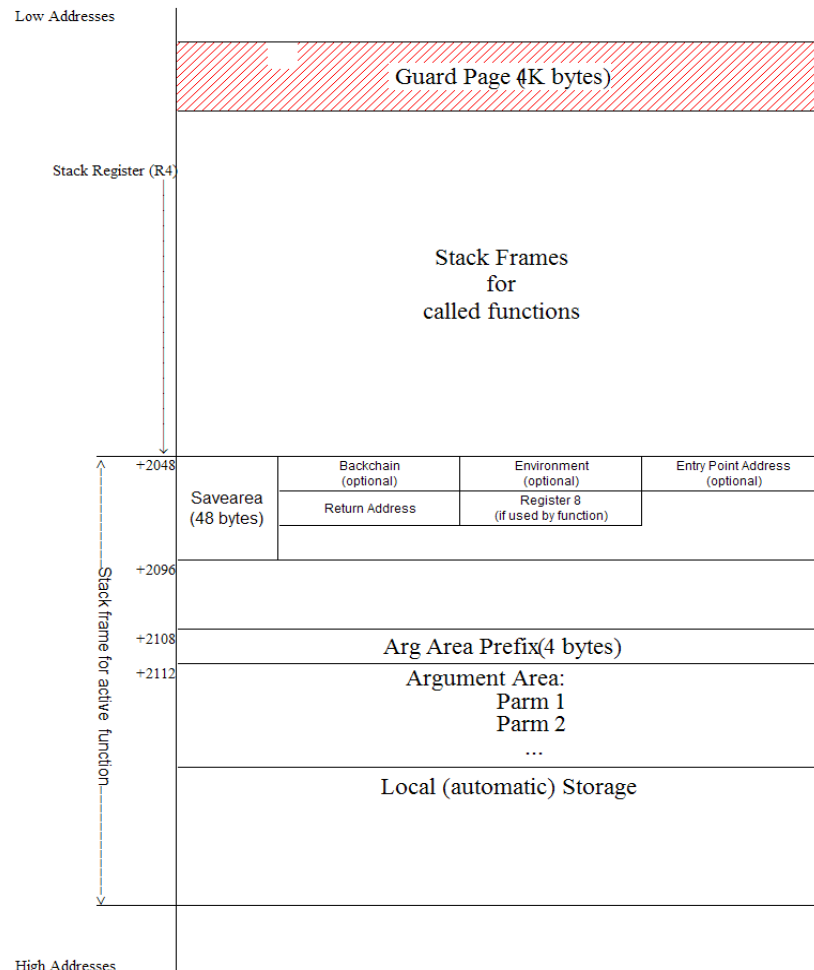 Low Addresses
Guard Page (4K bytes)
Stack Register (R4)
Stack Frames
for
called functions
+2048
Savearea
(48 bytes)
Backchain
(optional)
Environment
(optional)
Entry Point Address
(optional)
Return Address
Register 8
(if used by function)
+2096
Stack frame for active function
+2108
Arg Area Prefix(4 bytes)
+2112
Argument Area:
Parm 1
Parm 2
...
Local (automatic) Storage
High Addresses